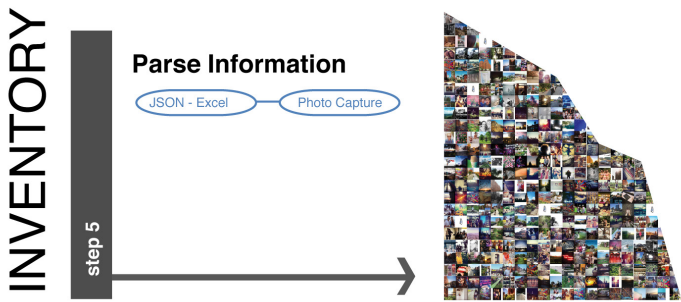 INVENTORY
step 5
Parse Information
JSON - Excel
Photo Capture